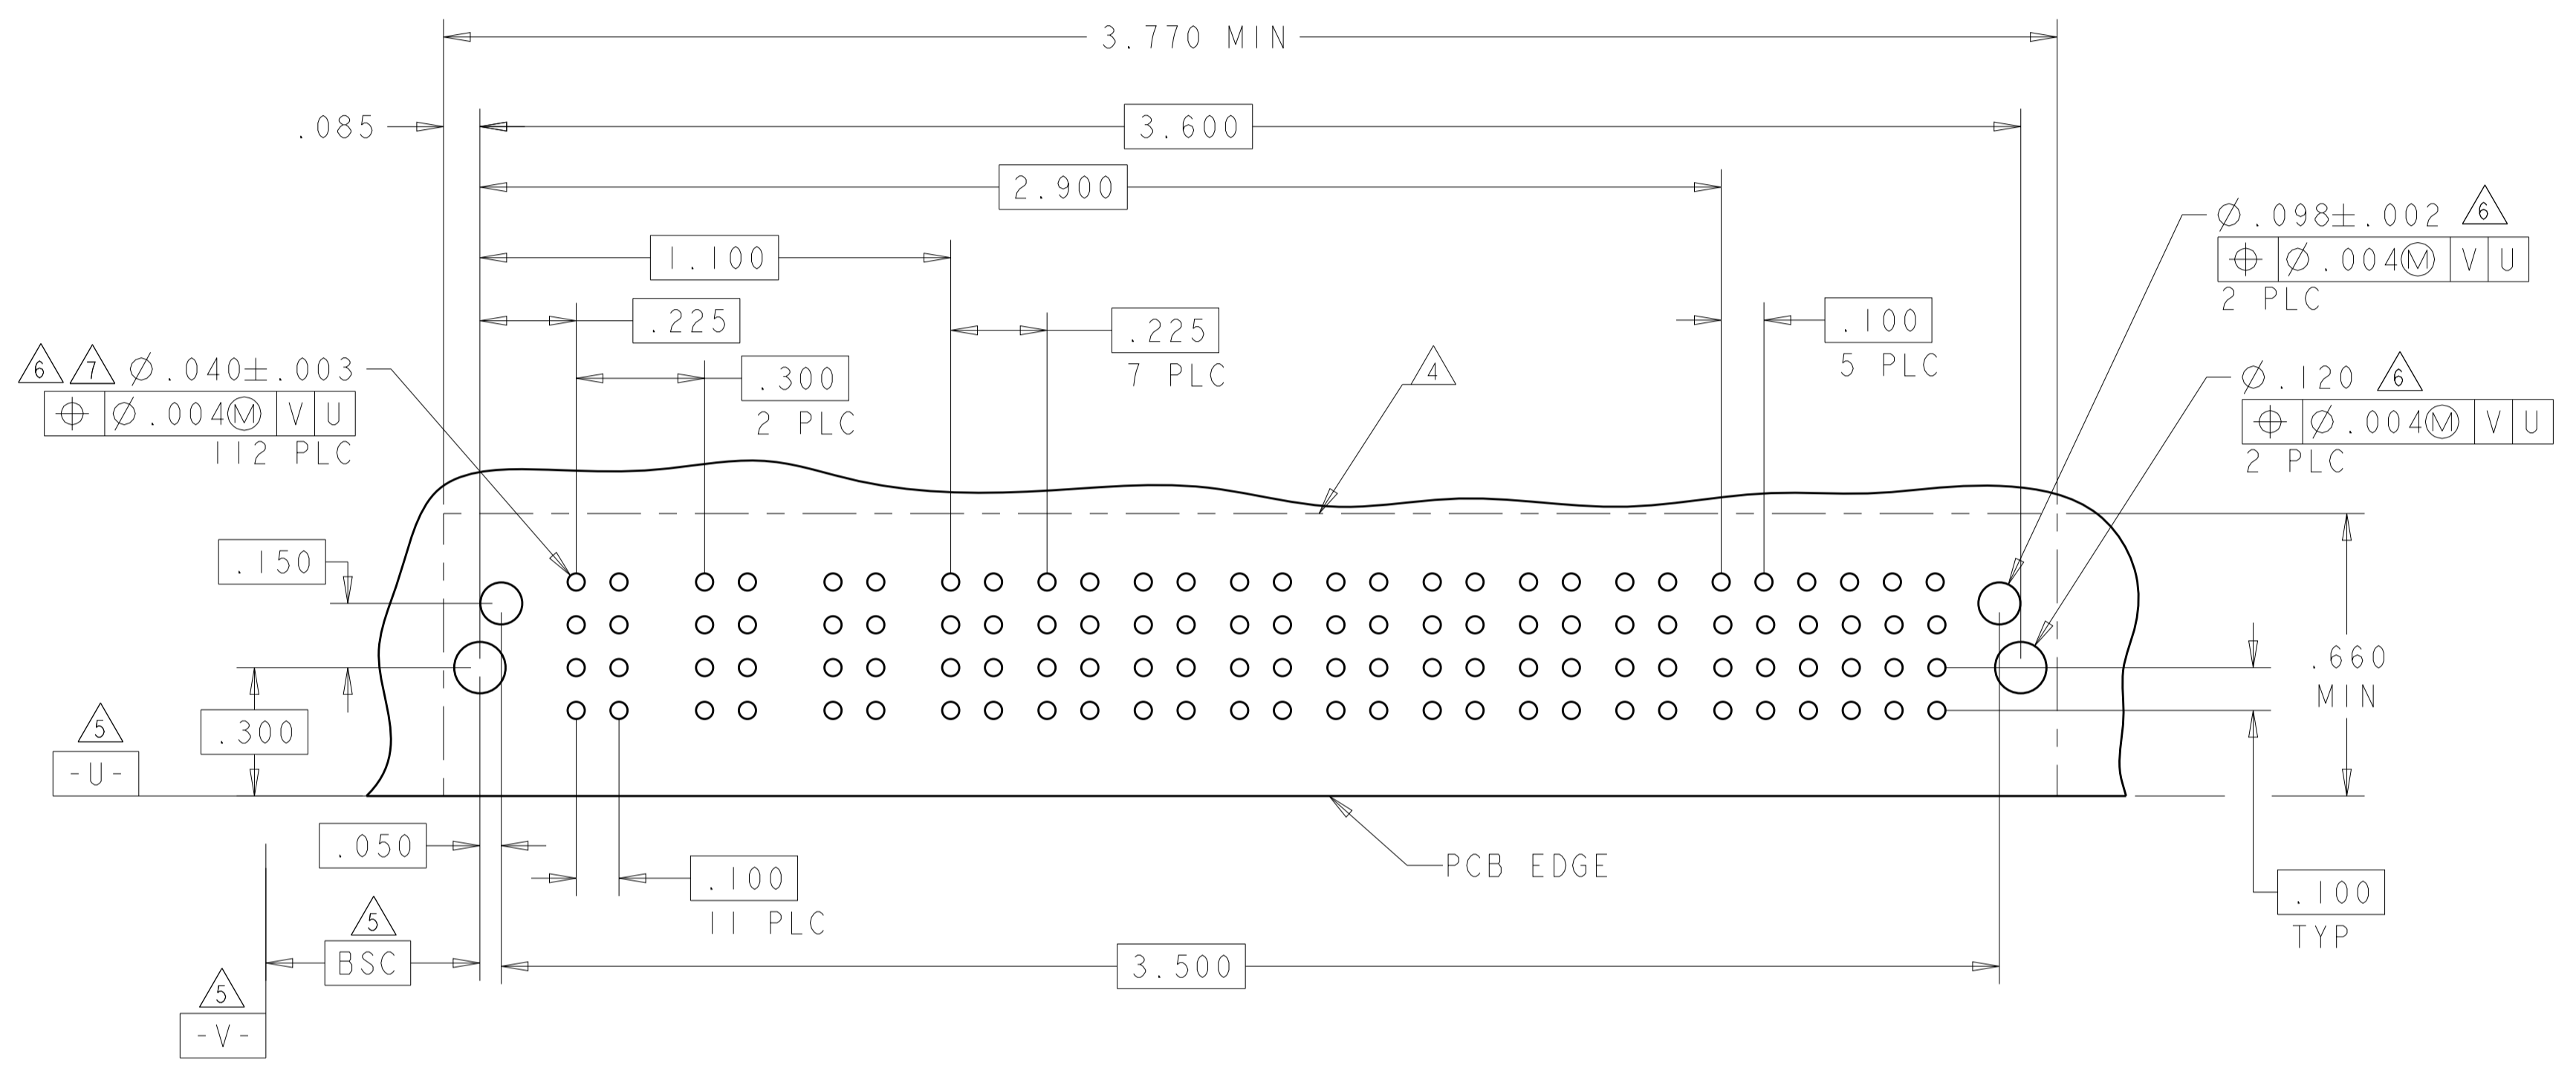 3.770 MIN
.085
3.600
2.900
Ø.098±.002 6
⌖ Ø.004Ⓜ V U
2 PLC
1.100
.225
.225
7 PLC
.100
5 PLC
6 7 Ø.040±.003
⌖ Ø.004Ⓜ V U
112 PLC
.300
2 PLC
4
Ø.120 6
⌖ Ø.004Ⓜ V U
2 PLC
.150
.660
MIN
5
-U-
.300
.050
.100
11 PLC
PCB EDGE
.100
TYP
5
BSC
3.500
5
-V-